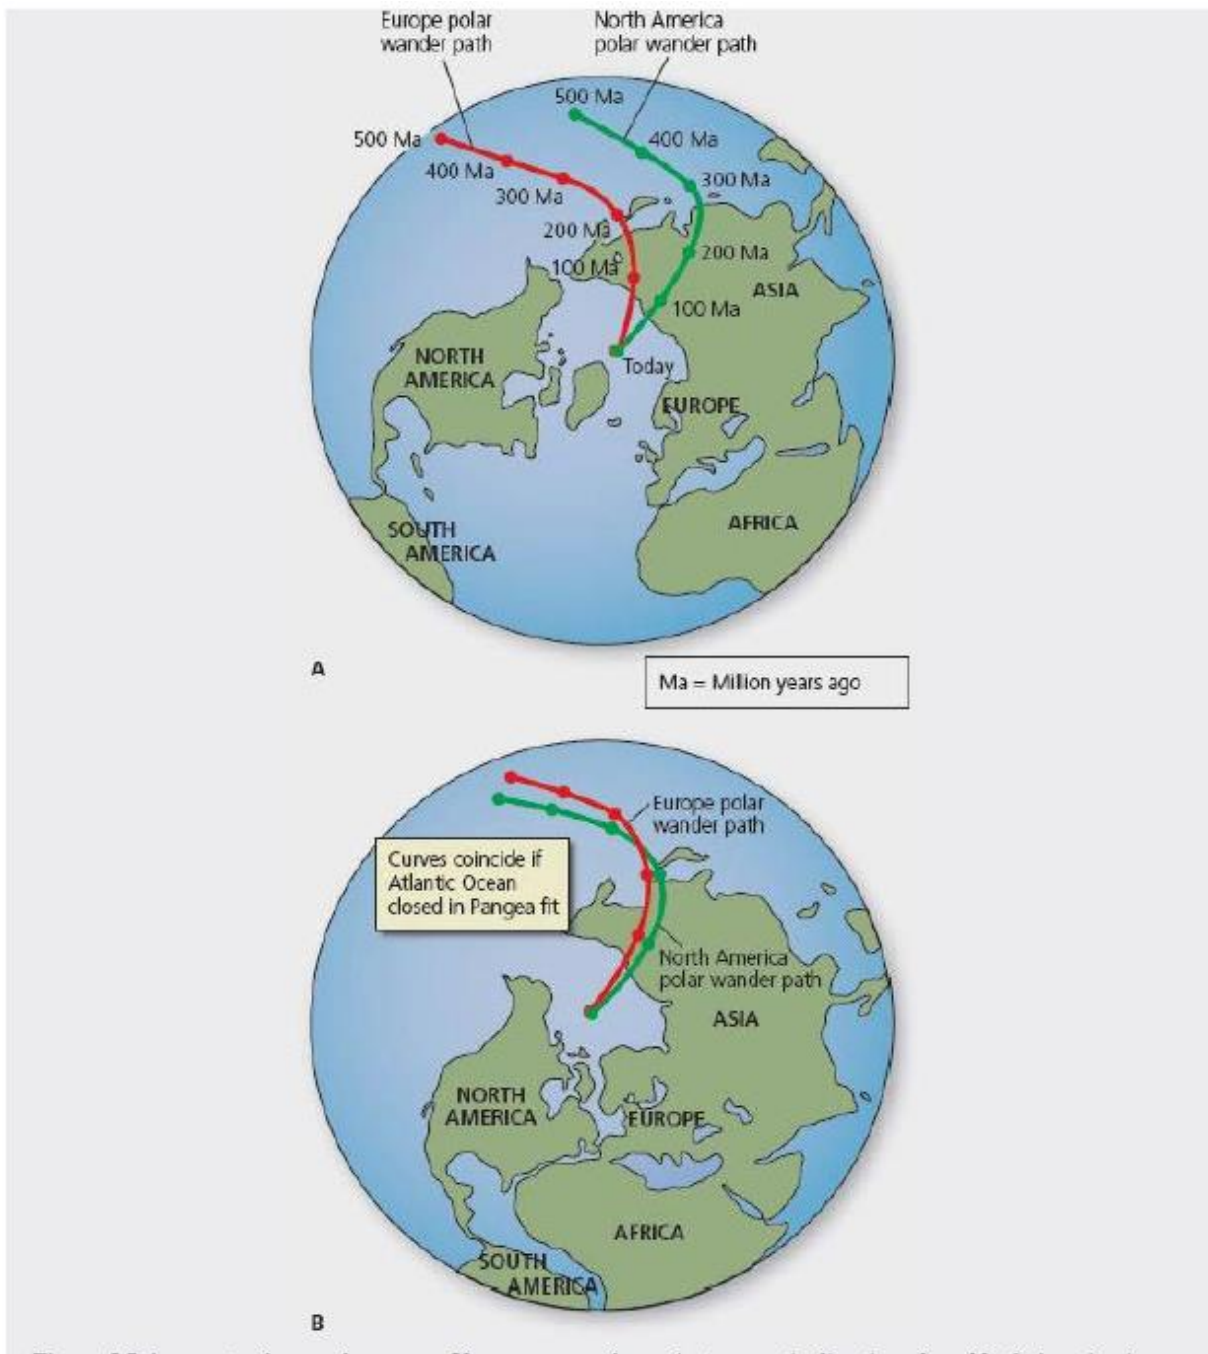 Europe polar
wander path
North America
polar wander path
500 Ma
500 Ma
400 Ma
400 Ma
300 Ma
300 Ma
200 Ma
200 Ma
100 Ma
ASIA
100 Ma
NORTH
AMERICA
Today
EUROPE
SOUTH
AMERICA
AFRICA
A
Ma = Million years ago
Europe polar
wander path
Curves coincide if
Atlantic Ocean
closed in Pangea fit
North America
polar wander path
ASIA
NORTH
AMERICA
EUROPE
AFRICA
SOUTH
AMERICA
B